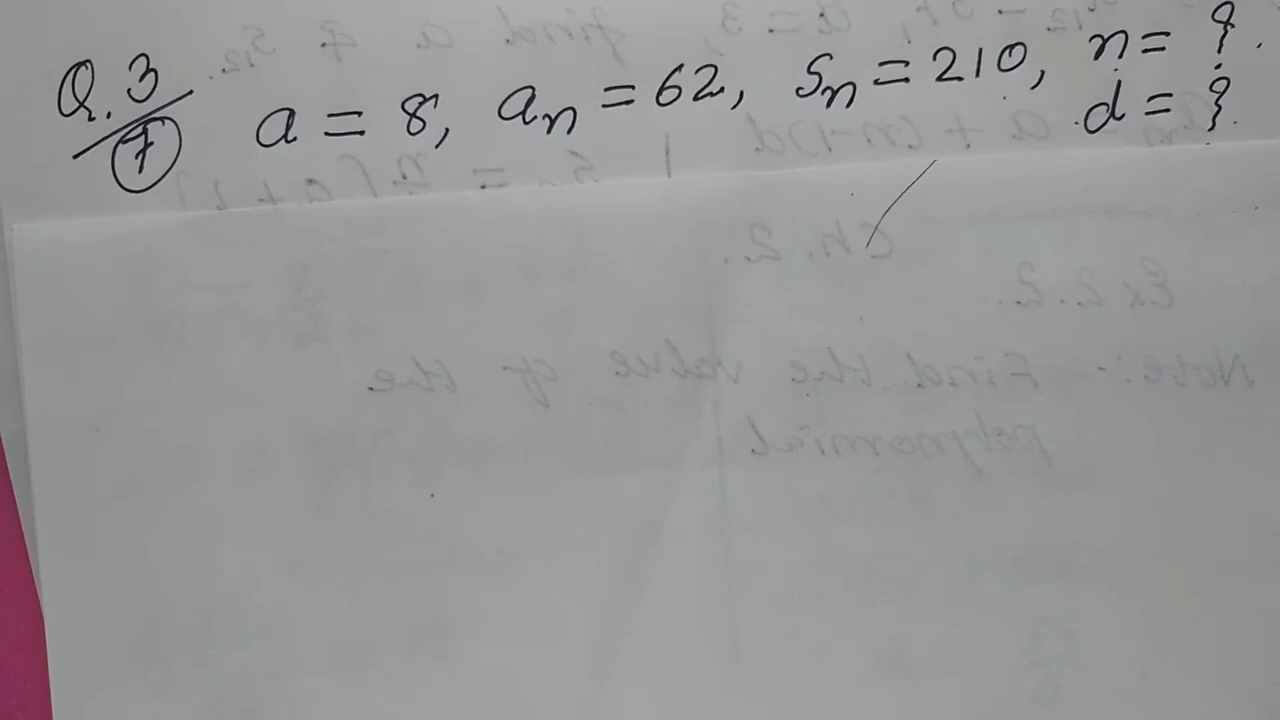 Q.3 a = 8, an = 62, Sn = 210, n = ?
7 d = ?